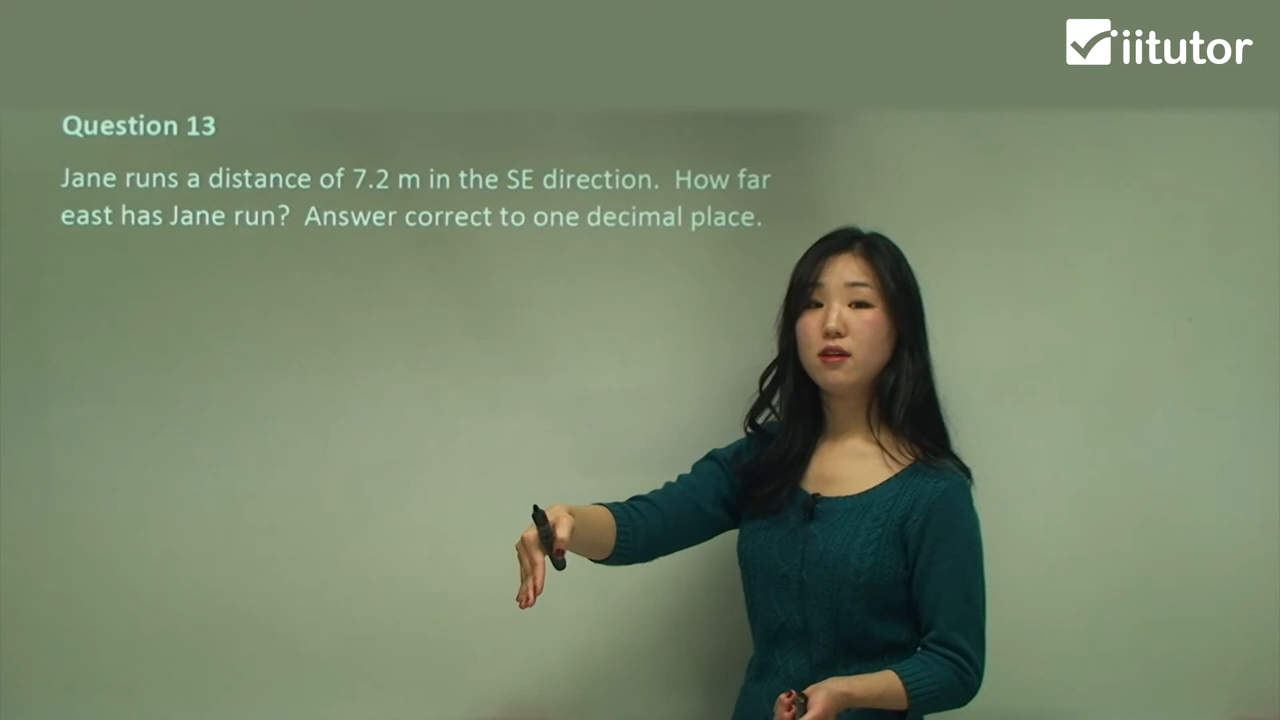 iitutor
Question 13
Jane runs a distance of 7.2 m in the SE direction.  How far
east has Jane run?  Answer correct to one decimal place.